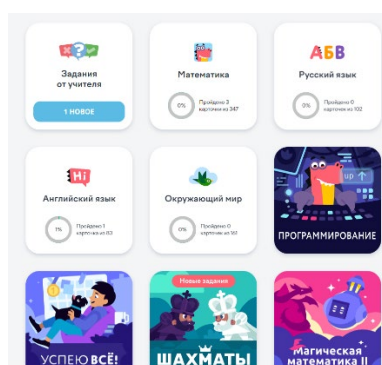 Задания
от учителя
1 НОВОЕ
Математика
0%
Пройдено 3
карточки из 347
АБВ
Русский язык
0%
Пройдено 0
карточек из 102
Hi
Английский язык
1%
Пройдено 1
карточка из 83
Окружающий мир
0%
Пройдено 0
карточек из 161
up ↑
ПРОГРАММИРОВАНИЕ
УСПЕЮ ВСЁ!
Новые задания
ШАХМАТЫ
Магическая
математика II